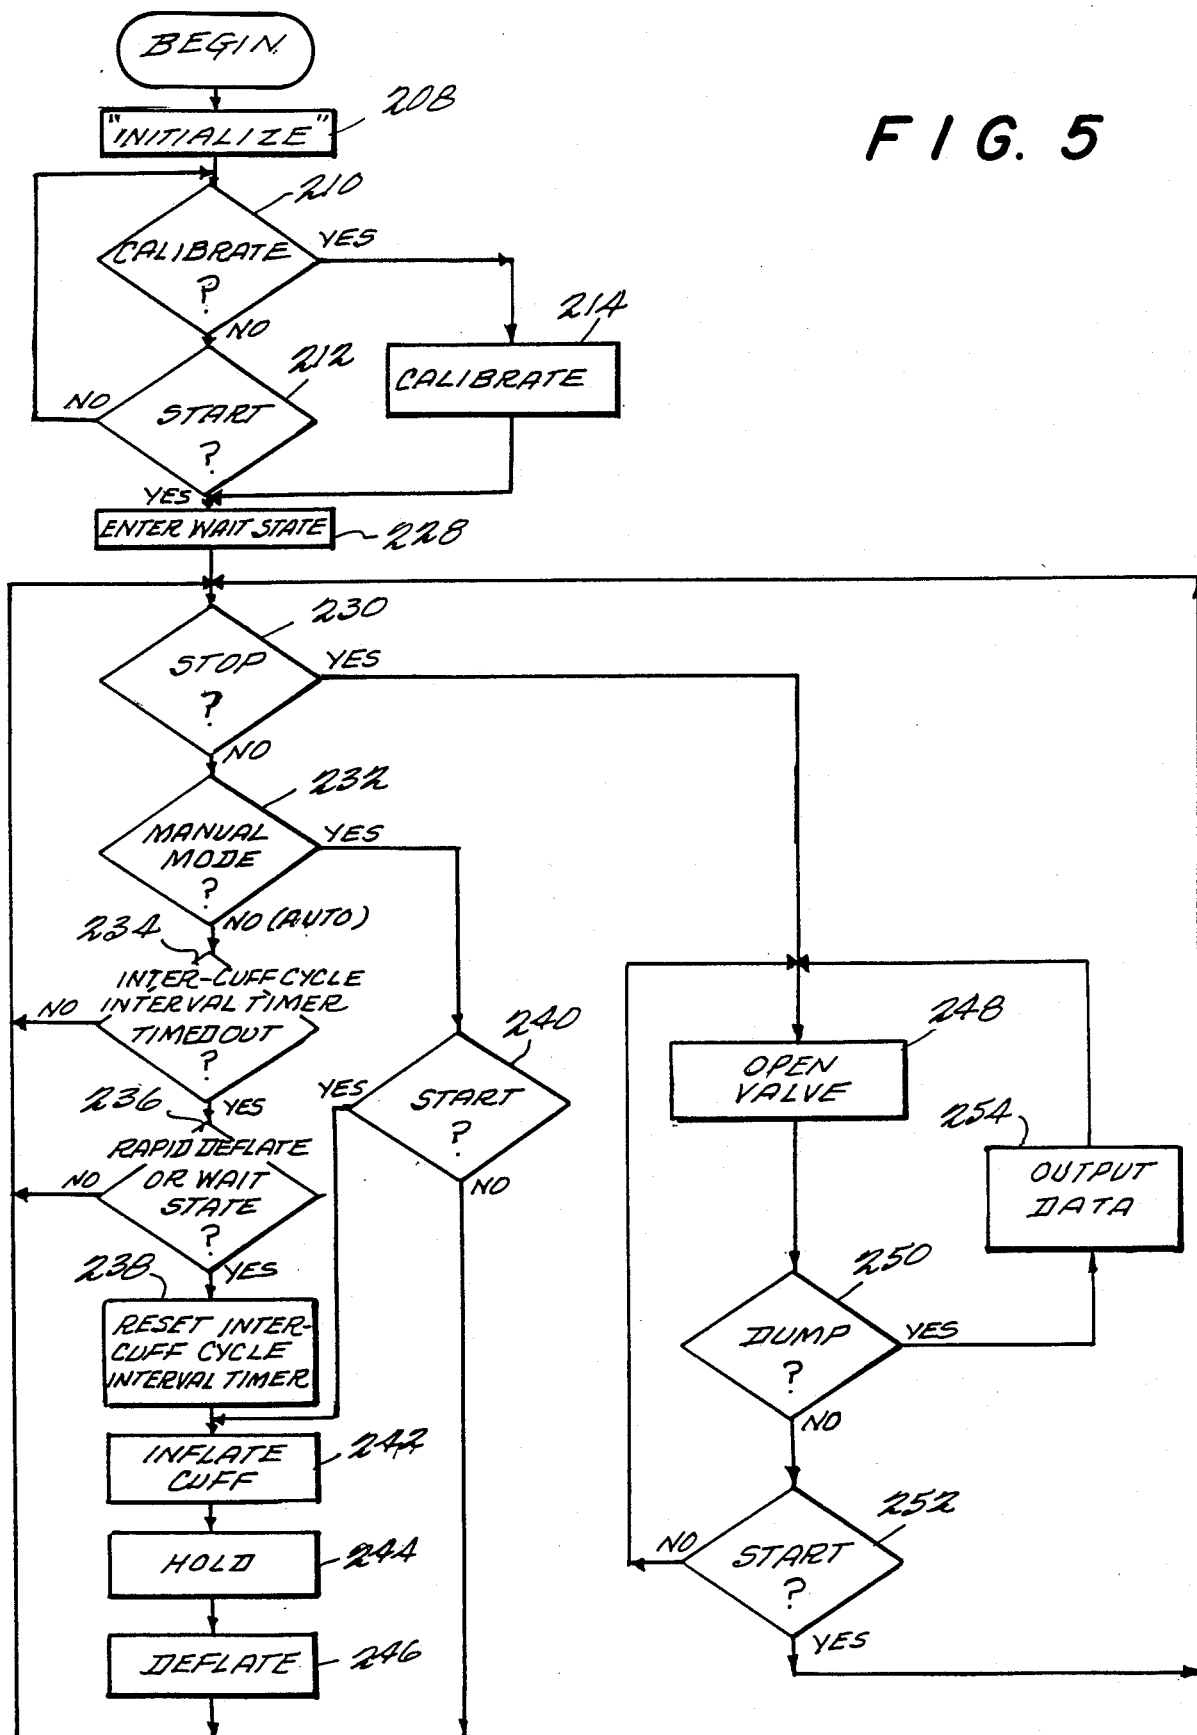 BEGIN
"INITIALIZE"
208
FIG. 5
210
CALIBRATE
?
YES
NO
214
CALIBRATE
212
START
?
NO
YES
ENTER WAIT STATE
228
230
STOP
?
YES
NO
232
MANUAL
MODE
?
YES
NO (AUTO)
234
INTER-CUFF CYCLE
INTERVAL TIMER
TIMED OUT
?
NO
YES
236
RAPID DEFLATE
OR WAIT
STATE
?
NO
YES
238
RESET INTER-
CUFF CYCLE
INTERVAL TIMER
240
START
?
YES
NO
INFLATE
CUFF
242
HOLD
244
DEFLATE
246
248
OPEN
VALVE
254
OUTPUT
DATA
250
DUMP
?
YES
NO
252
START
?
NO
YES